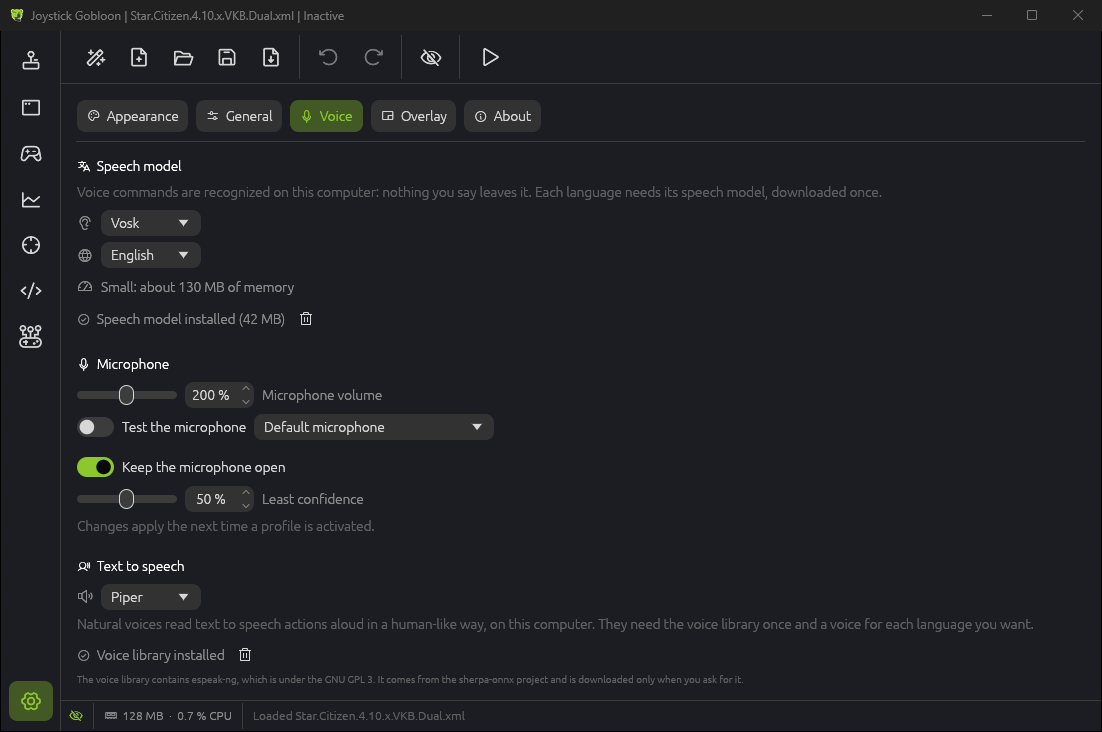 Joystick Gobloon | Star.Citizen.4.10.x.VKB.Dual.xml | Inactive
Appearance General Voice Overlay About
Speech model
Voice commands are recognized on this computer: nothing you say leaves it. Each language needs its speech model, downloaded once.
Vosk
English
Small: about 130 MB of memory
Speech model installed (42 MB)
Microphone
200 % Microphone volume
Test the microphone Default microphone
Keep the microphone open
50 % Least confidence
Changes apply the next time a profile is activated.
Text to speech
Piper
Natural voices read text to speech actions aloud in a human-like way, on this computer. They need the voice library once and a voice for each language you want.
Voice library installed
The voice library contains espeak-ng, which is under the GNU GPL 3. It comes from the sherpa-onnx project and is downloaded only when you ask for it.
128 MB · 0.7 % CPU Loaded Star.Citizen.4.10.x.VKB.Dual.xml